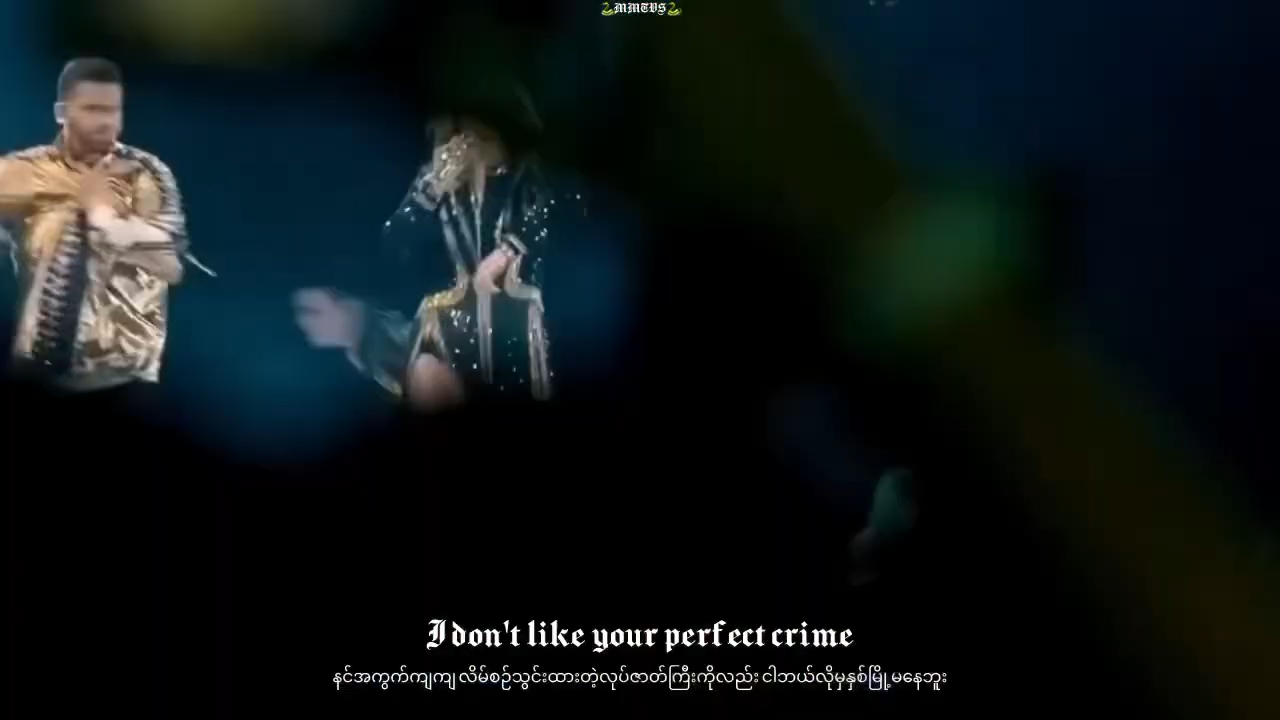 🐍MMTVS🐍
I don't like your perfect crime
နင်အကွက်ကျကျ လိမ်စဉ်သွင်းထားတဲ့လုပ်ဇာတ်ကြီးကိုလည်း ငါဘယ်လိုမှနှစ်မြို့မနေဘူး